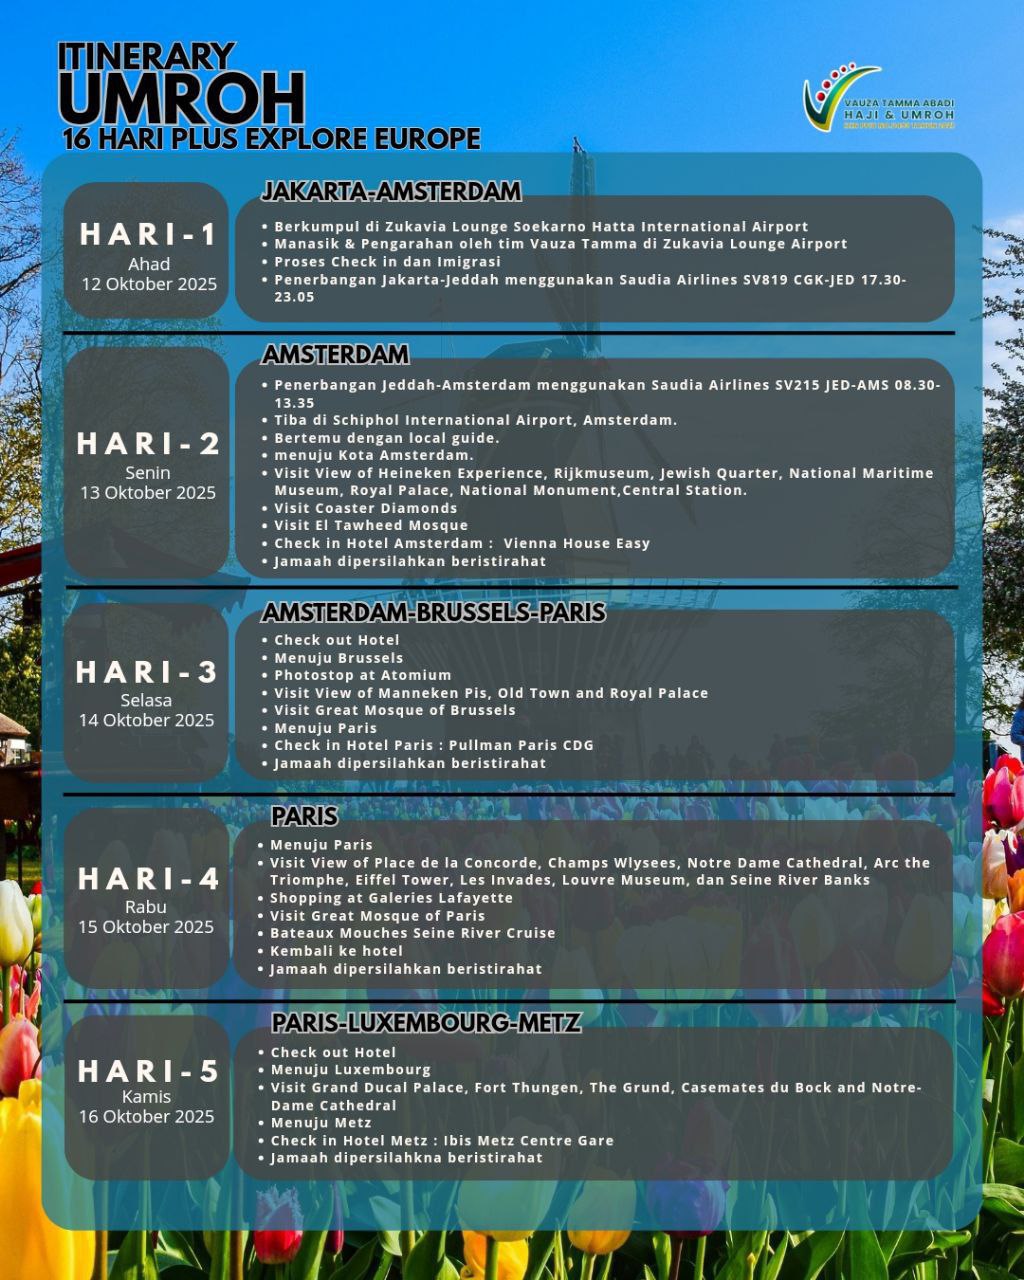 ITINERARY
UMROH
16 HARI PLUS EXPLORE EUROPE
VAUZA TAMMA ABADI
HAJI & UMROH
HARI-1
Ahad
12 Oktober 2025
JAKARTA-AMSTERDAM
• Berkumpul di Zukavia Lounge Soekarno Hatta International Airport
• Manasik & Pengarahan oleh tim Vauza Tamma di Zukavia Lounge Airport
• Proses Check in dan Imigrasi
• Penerbangan Jakarta-Jeddah menggunakan Saudia Airlines SV819 CGK-JED 17.30-
23.05
HARI-2
Senin
13 Oktober 2025
AMSTERDAM
• Penerbangan Jeddah-Amsterdam menggunakan Saudia Airlines SV215 JED-AMS 08.30-
13.35
• Tiba di Schiphol International Airport, Amsterdam.
• Bertemu dengan local guide.
• menuju Kota Amsterdam.
• Visit View of Heineken Experience, Rijkmuseum, Jewish Quarter, National Maritime
Museum, Royal Palace, National Monument,Central Station.
• Visit Coaster Diamonds
• Visit El Tawheed Mosque
• Check in Hotel Amsterdam :  Vienna House Easy
• Jamaah dipersilahkan beristirahat
HARI-3
Selasa
14 Oktober 2025
AMSTERDAM-BRUSSELS-PARIS
• Check out Hotel
• Menuju Brussels
• Photostop at Atomium
• Visit View of Manneken Pis, Old Town and Royal Palace
• Visit Great Mosque of Brussels
• Menuju Paris
• Check in Hotel Paris : Pullman Paris CDG
• Jamaah dipersilahkan beristirahat
HARI-4
Rabu
15 Oktober 2025
PARIS
• Menuju Paris
• Visit View of Place de la Concorde, Champs Wlysees, Notre Dame Cathedral, Arc the
Triomphe, Eiffel Tower, Les Invades, Louvre Museum, dan Seine River Banks
• Shopping at Galeries Lafayette
• Visit Great Mosque of Paris
• Bateaux Mouches Seine River Cruise
• Kembali ke hotel
• Jamaah dipersilahkan beristirahat
HARI-5
Kamis
16 Oktober 2025
PARIS-LUXEMBOURG-METZ
• Check out Hotel
• Menuju Luxembourg
• Visit Grand Ducal Palace, Fort Thungen, The Grund, Casemates du Bock and Notre-
Dame Cathedral
• Menuju Metz
• Check in Hotel Metz : Ibis Metz Centre Gare
• Jamaah dipersilahkna beristirahat